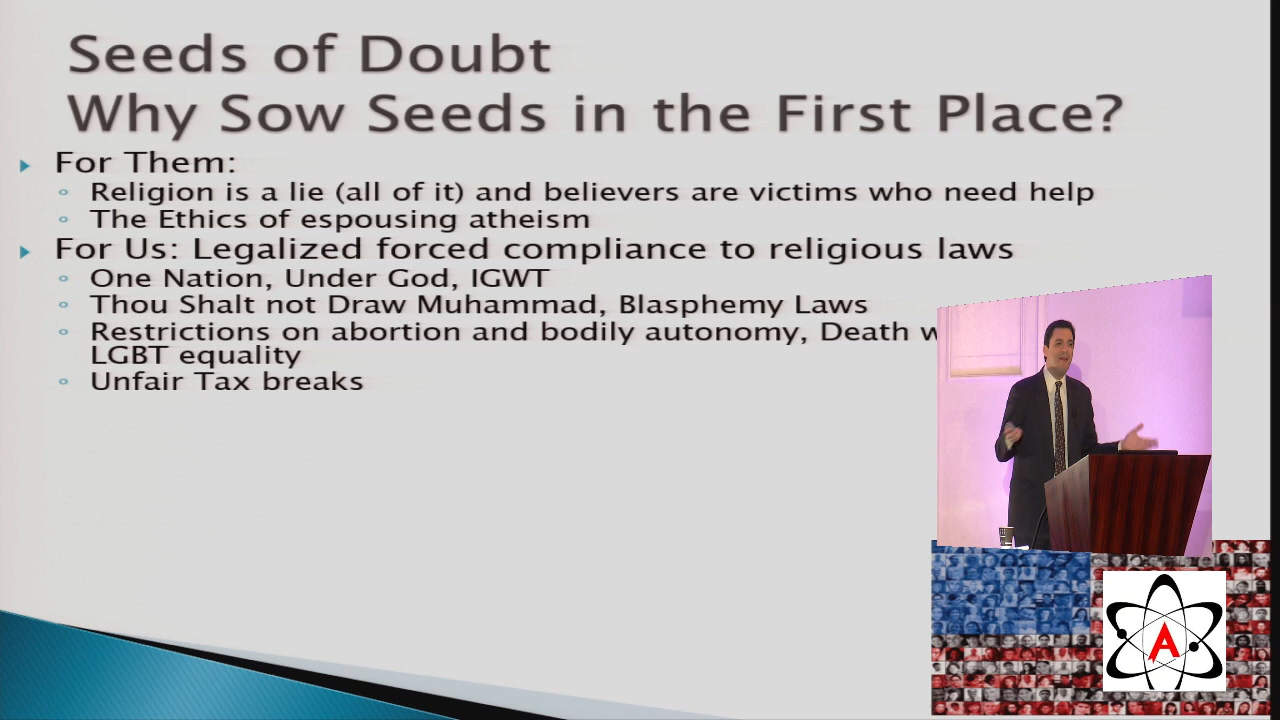 Seeds of Doubt
Why Sow Seeds in the First Place?
For Them:
Religion is a lie (all of it) and believers are victims who need help
The Ethics of espousing atheism
For Us: Legalized forced compliance to religious laws
One Nation, Under God, IGWT
Thou Shalt not Draw Muhammad, Blasphemy Laws
Restrictions on abortion and bodily autonomy, Death
LGBT equality
Unfair Tax breaks
A